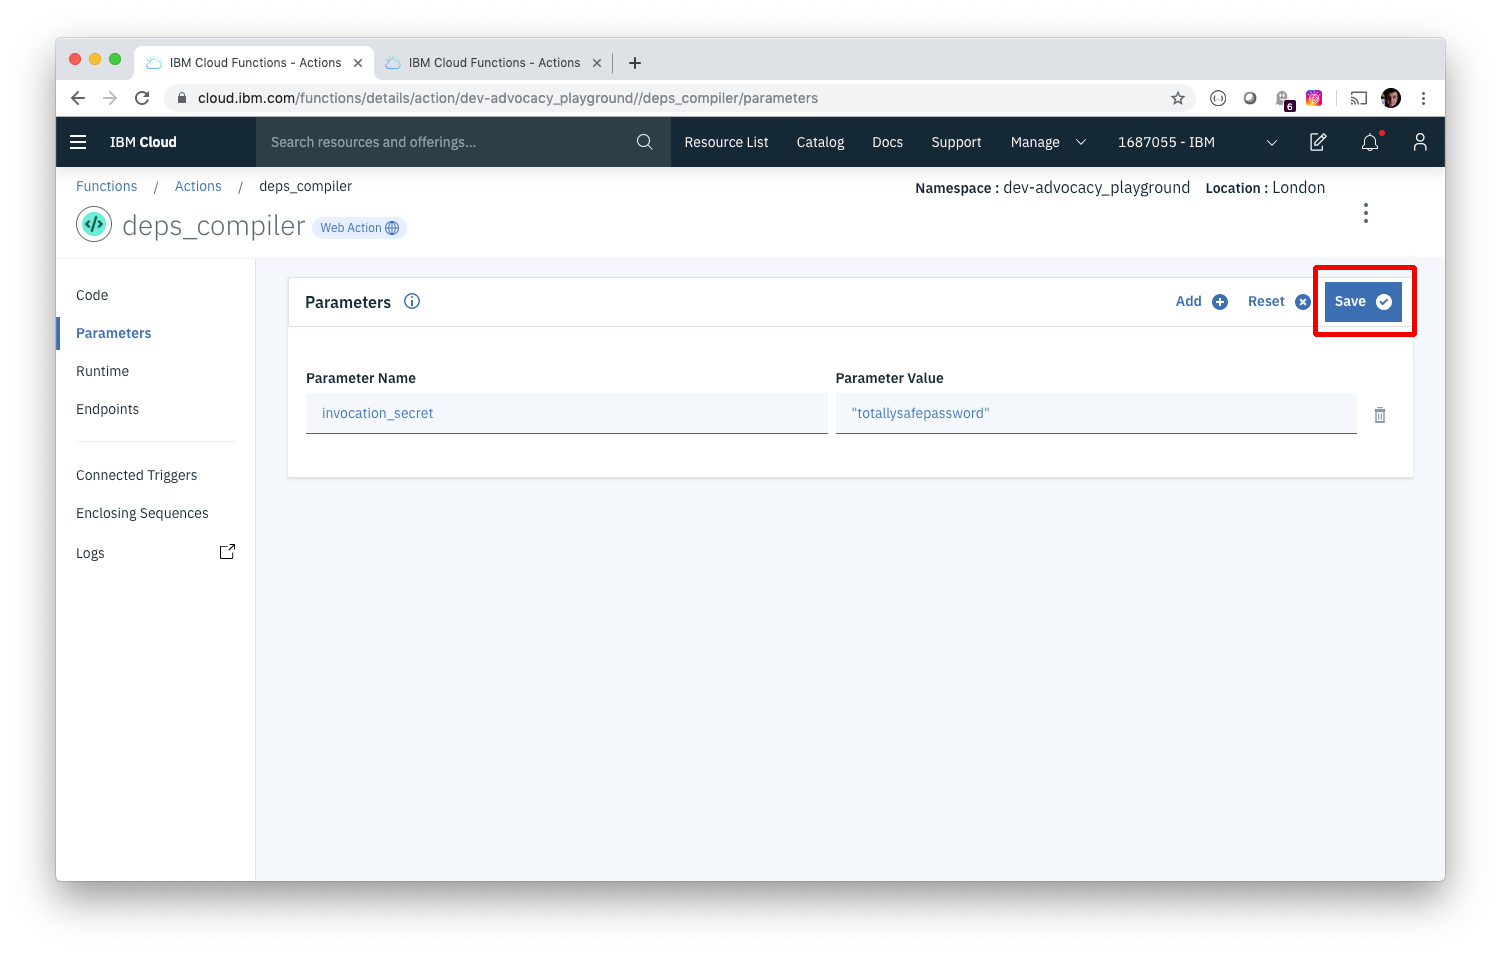 IBM Cloud Functions - Actions
IBM Cloud Functions - Actions
cloud.ibm.com/functions/details/action/dev-advocacy_playground//deps_compiler/parameters
6
IBM Cloud
Search resources and offerings...
Resource List
Catalog
Docs
Support
Manage
1687055 - IBM
Functions / Actions / deps_compiler
Namespace : dev-advocacy_playground Location : London
deps_compiler
Web Action
Code
Parameters
Runtime
Endpoints
Connected Triggers
Enclosing Sequences
Logs
Parameters
Add
Reset
Save
Parameter Name
Parameter Value
invocation_secret
"totallysafepassword"